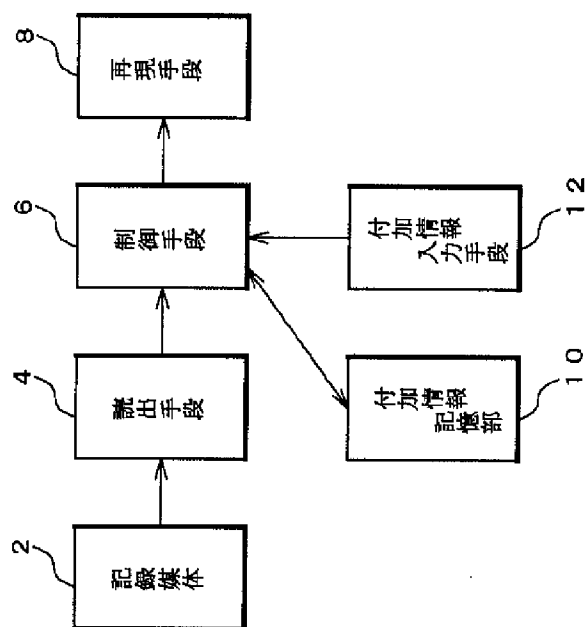 2
記録媒体
4
読出手段
6
制御手段
8
再現手段
付加情報
記憶部
10
付加情報
入力手段
12